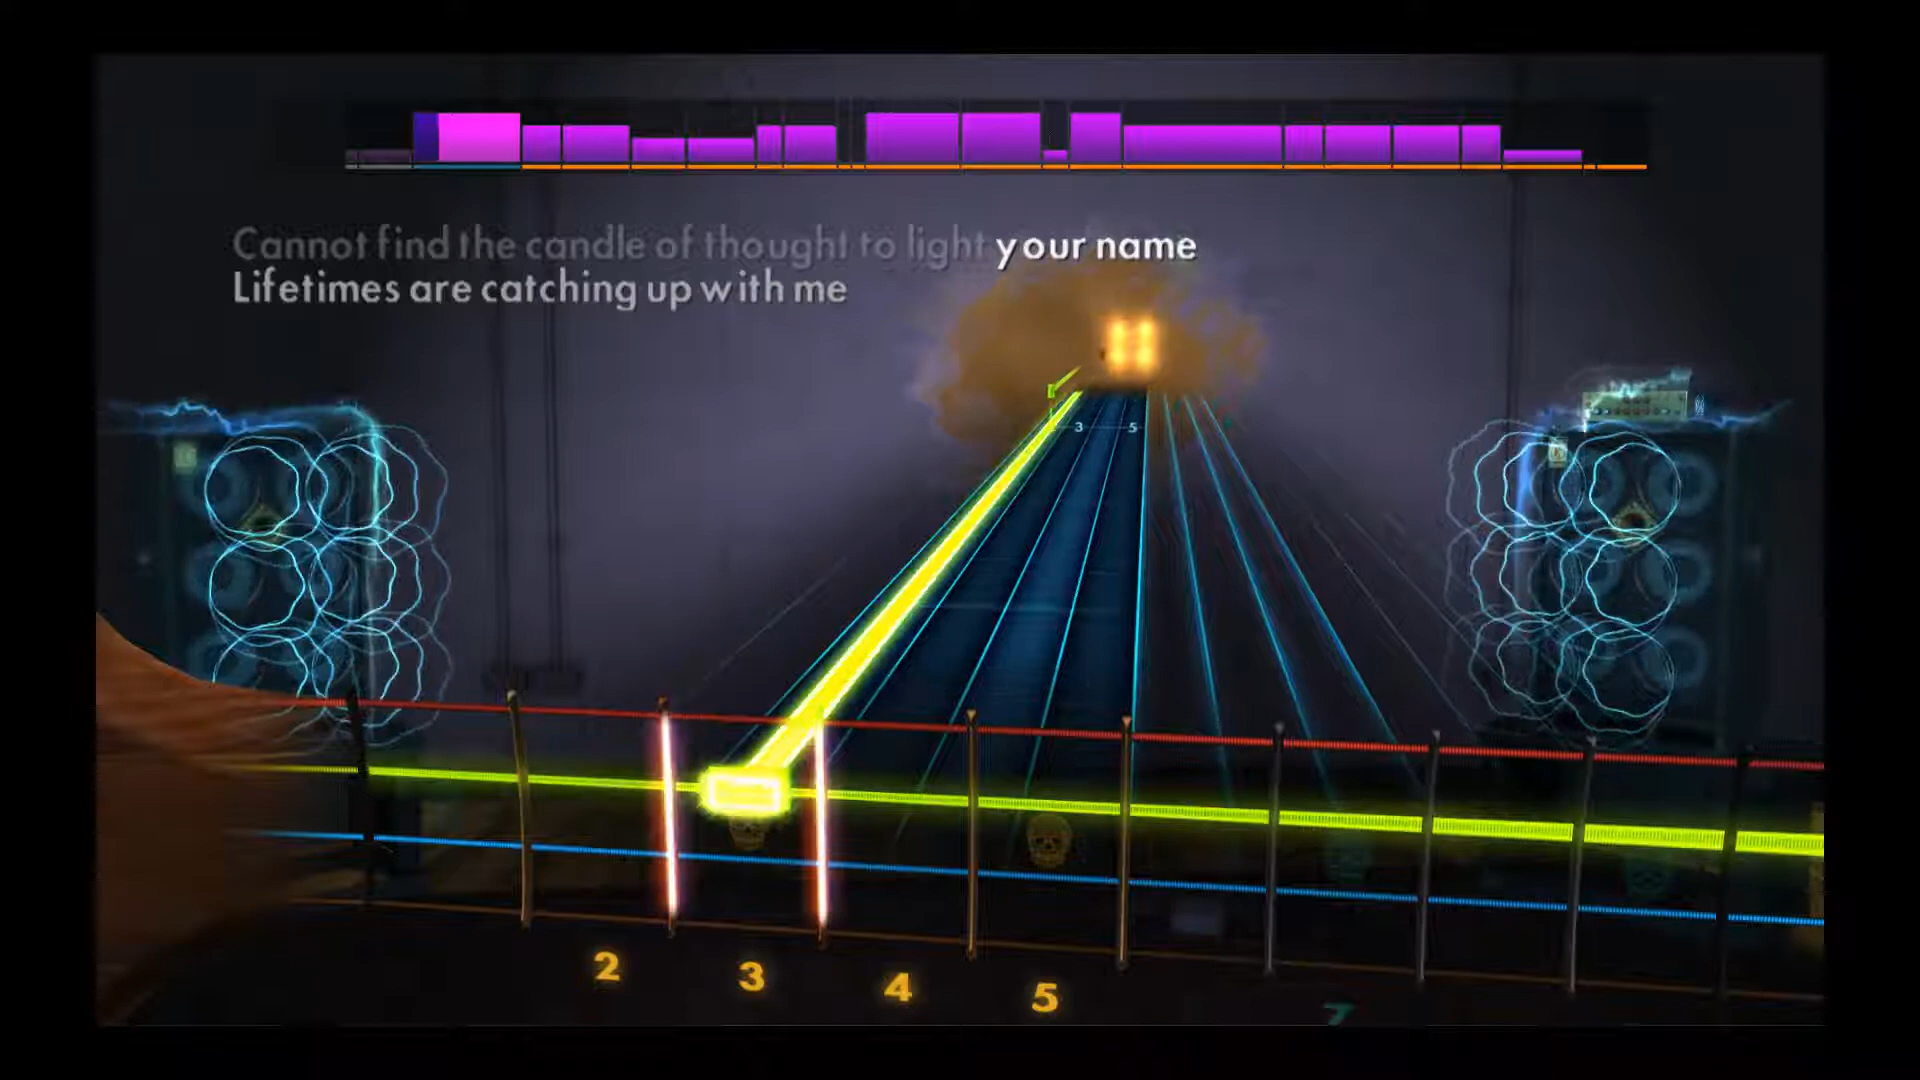 Cannot find the candle of thought to light your name
Lifetimes are catching up with me
3 5
2 3 4 5 7